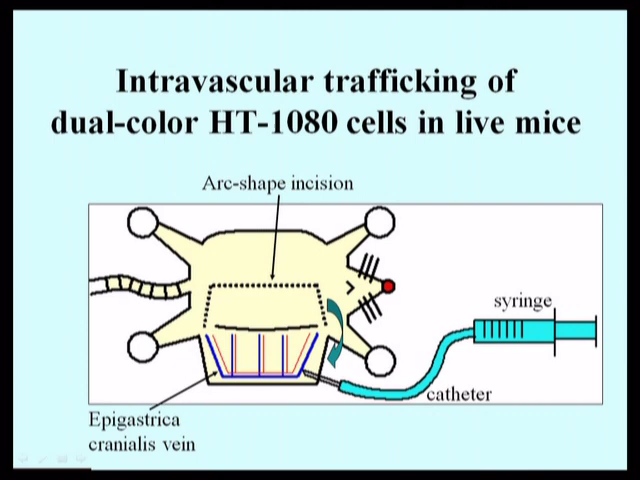 Intravascular trafficking of
dual-color HT-1080 cells in live mice
Arc-shape incision
syringe
catheter
Epigastrica
cranialis vein